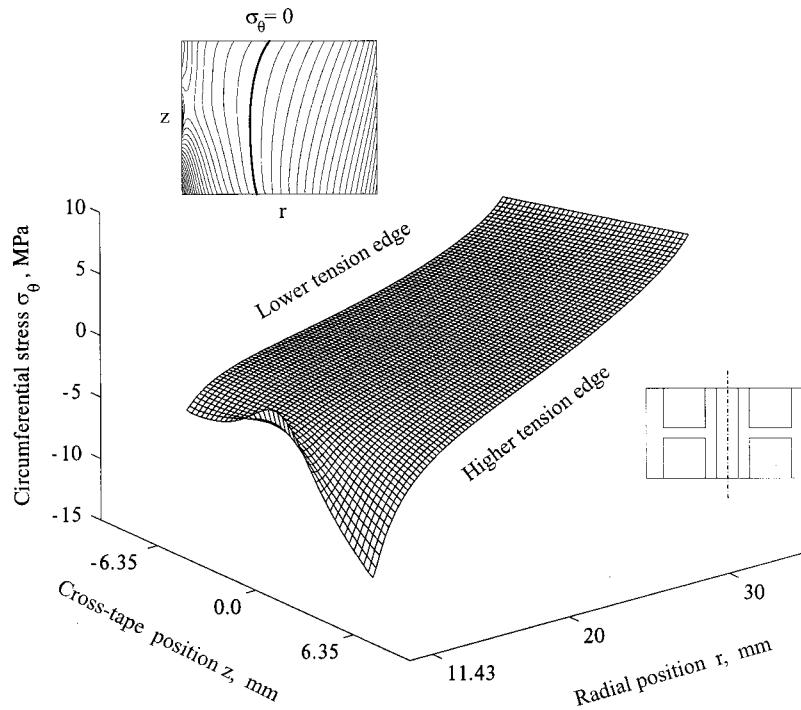 σθ= 0
z
r
Circumferential stress σθ , MPa
10
5
0
-5
-10
-15
Lower tension edge
Higher tension edge
-6.35
0.0
6.35
Cross-tape position z, mm
11.43
20
30
Radial position r, mm